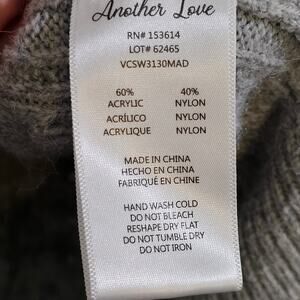 Another Love
RN# 153614
LOT# 62465
VCSW3130MAD
60% 40%
ACRYLIC NYLON
ACRÍLICO NYLON
ACRYLIQUE NYLON
MADE IN CHINA
HECHO EN CHINA
FABRIQUÉ EN CHINE
HAND WASH COLD
DO NOT BLEACH
RESHAPE DRY FLAT
DO NOT TUMBLE DRY
DO NOT IRON